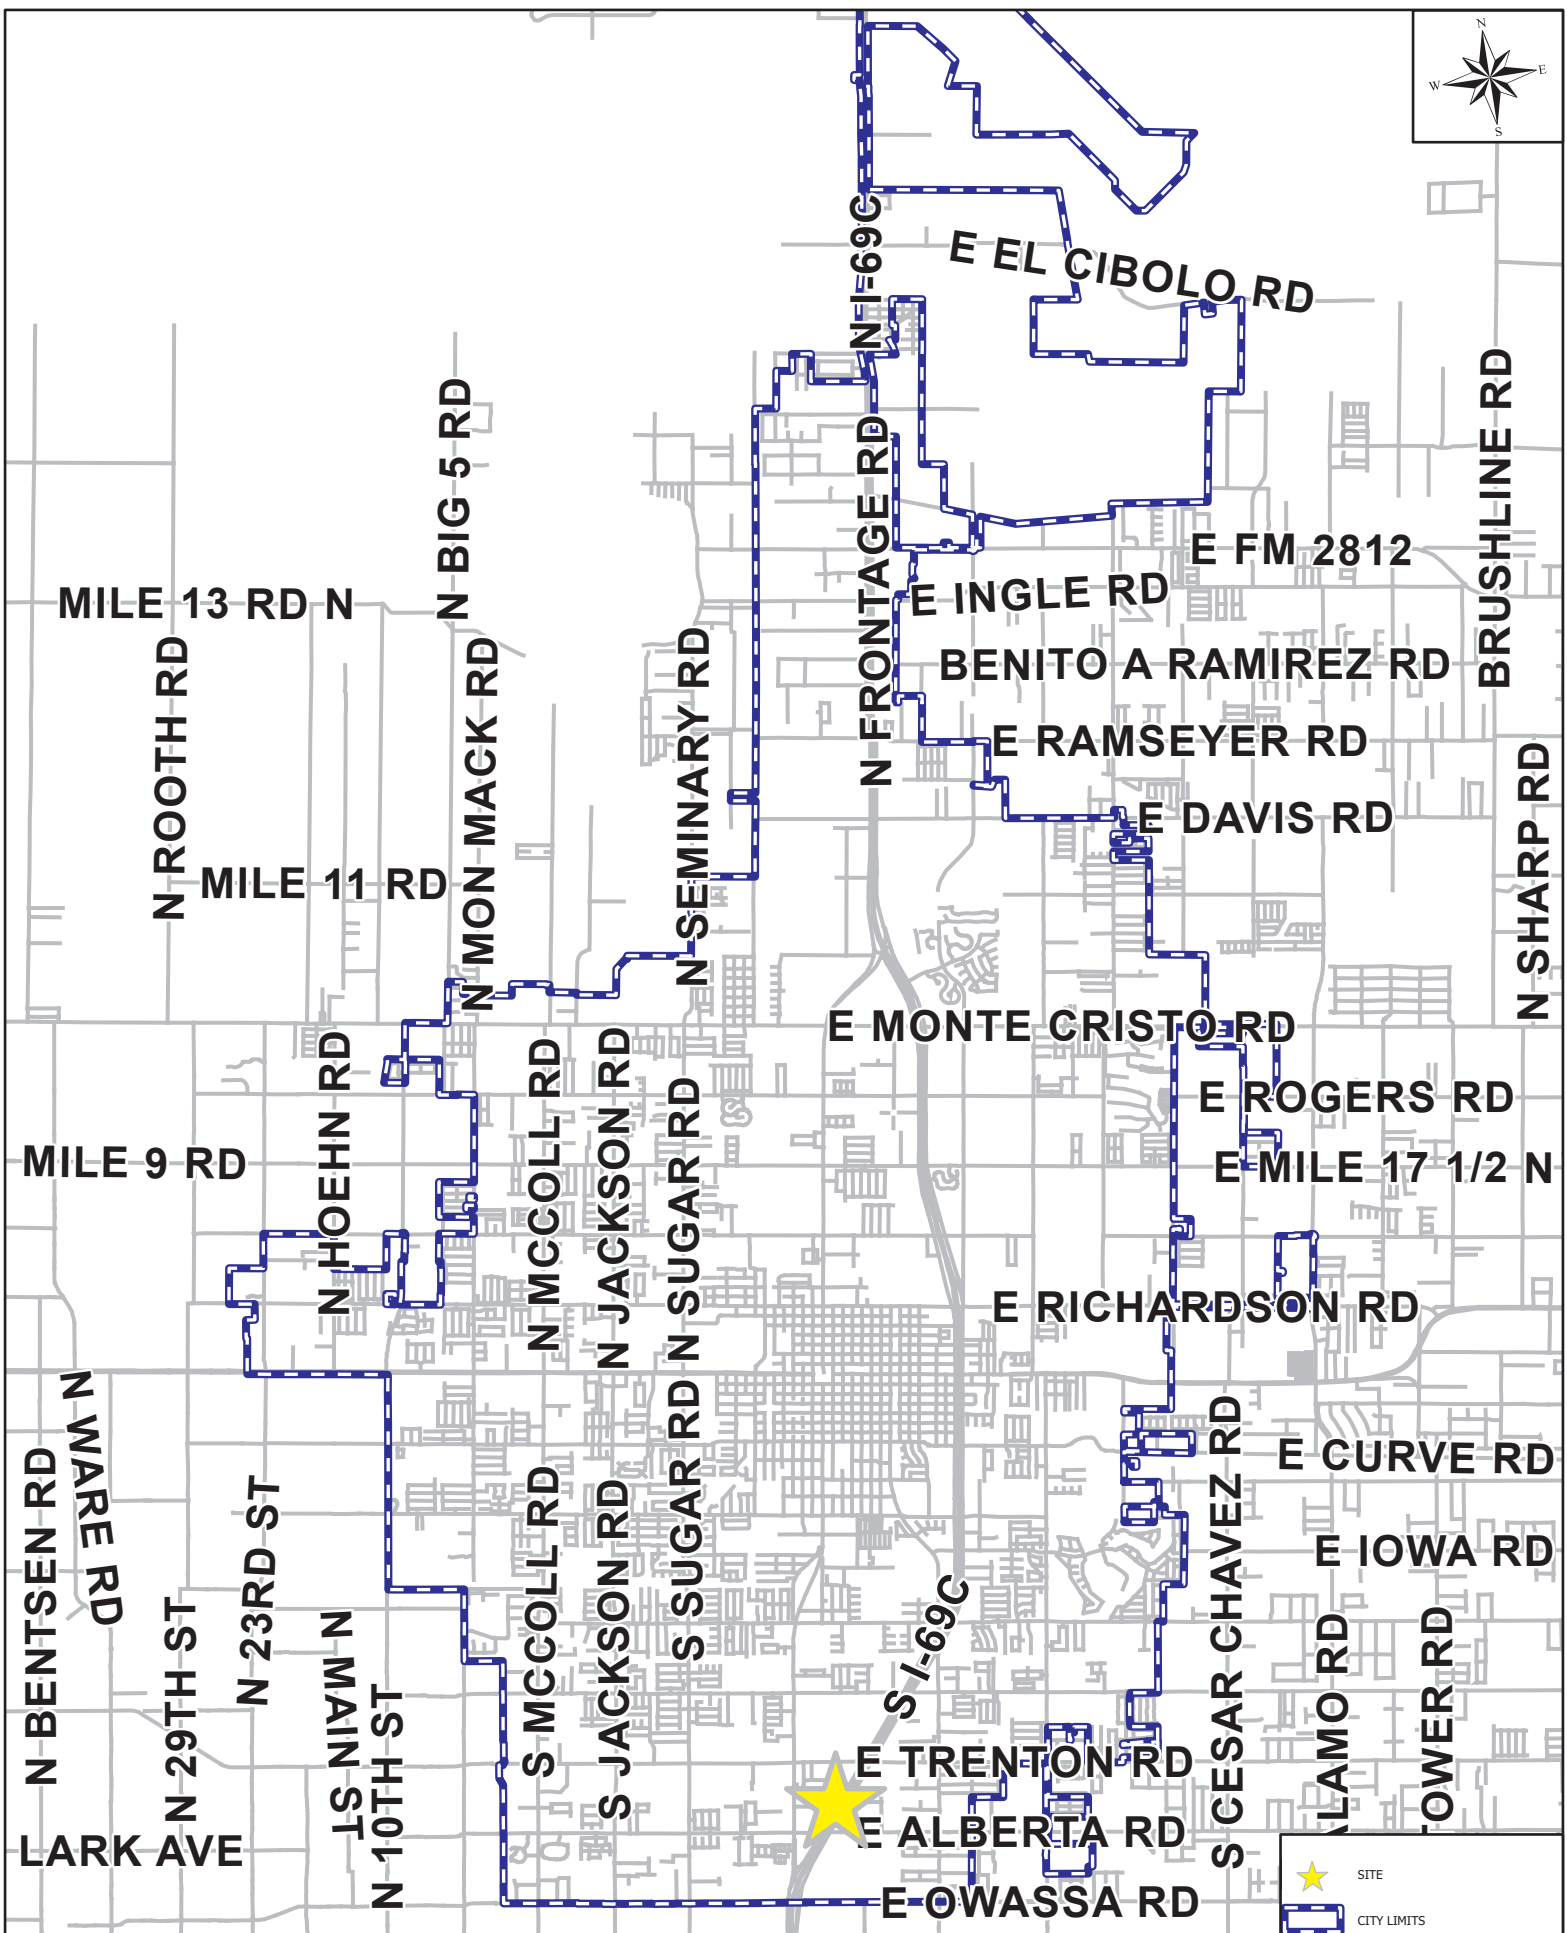 N
W
E
S
N I-69C
E EL CIBOLO RD
N BIG 5 RD
BRUSHLINE RD
N FRONTAGE RD
E FM 2812
MILE 13 RD N
E INGLE RD
N ROOTH RD
N MON MACK RD
N SEMINARY RD
BENITO A RAMIREZ RD
E RAMSEYER RD
N SHARP RD
E DAVIS RD
MILE 11 RD
E MONTE CRISTO RD
N HOEHN RD
N MCCOLL RD
N JACKSON RD
N SUGAR RD
E ROGERS RD
MILE 9 RD
E MILE 17 1/2 N
E RICHARDSON RD
N WARE RD
N BENTSEN RD
N 23RD ST
S MCCOLL RD
S JACKSON RD
S SUGAR RD
S CESAR CHAVEZ RD
E CURVE RD
E IOWA RD
N 29TH ST
N MAIN ST
N 10TH ST
S I-69C
ALAMO RD
TOWER RD
E TRENTON RD
E ALBERTA RD
LARK AVE
E OWASSA RD
SITE
CITY LIMITS